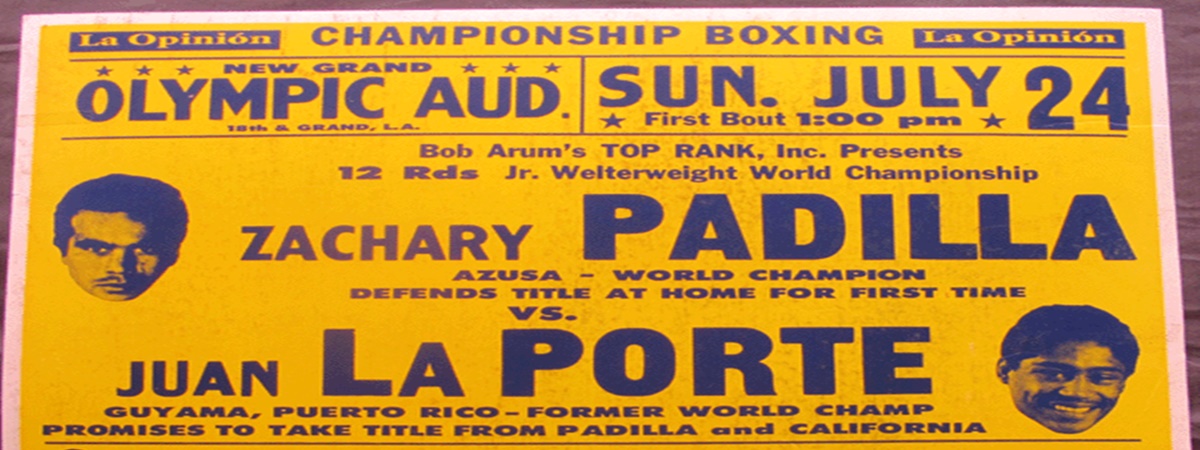 La Opinión CHAMPIONSHIP BOXING La Opinión
NEW GRAND
OLYMPIC AUD.
18th & GRAND, L.A.
SUN. JULY 24
First Bout 1:00 pm
Bob Arum's TOP RANK, Inc. Presents
12 Rds Jr. Welterweight World Championship
ZACHARY PADILLA
AZUSA - WORLD CHAMPION
DEFENDS TITLE AT HOME FOR FIRST TIME
VS.
JUAN LA PORTE
GUYAMA, PUERTO RICO - FORMER WORLD CHAMP
PROMISES TO TAKE TITLE FROM PADILLA and CALIFORNIA